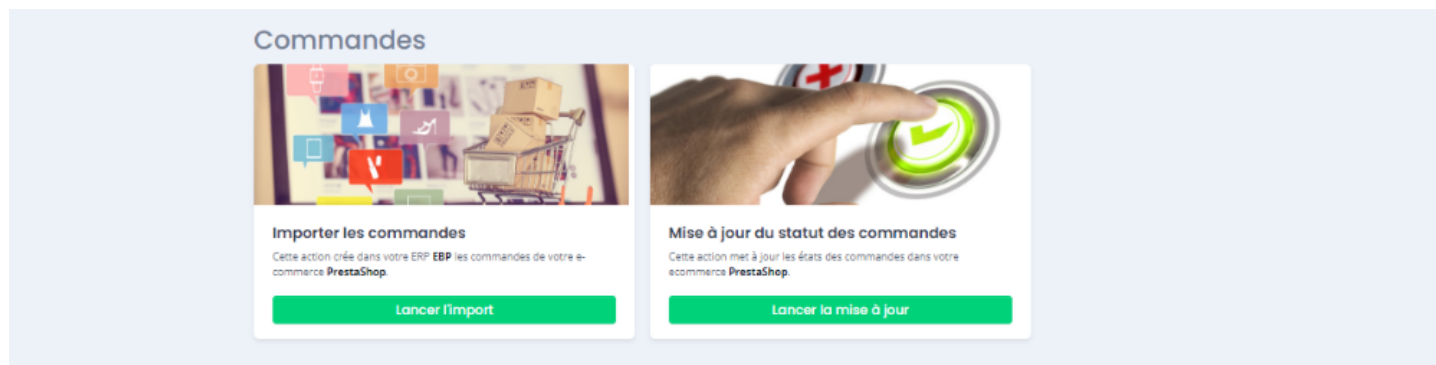 Commandes
Importer les commandes
Cette action crée dans votre ERP EBP les commandes de votre e-
commerce PrestaShop.
Lancer l'import
Mise à jour du statut des commandes
Cette action met à jour les états des commandes dans votre
ecommerce PrestaShop.
Lancer la mise à jour